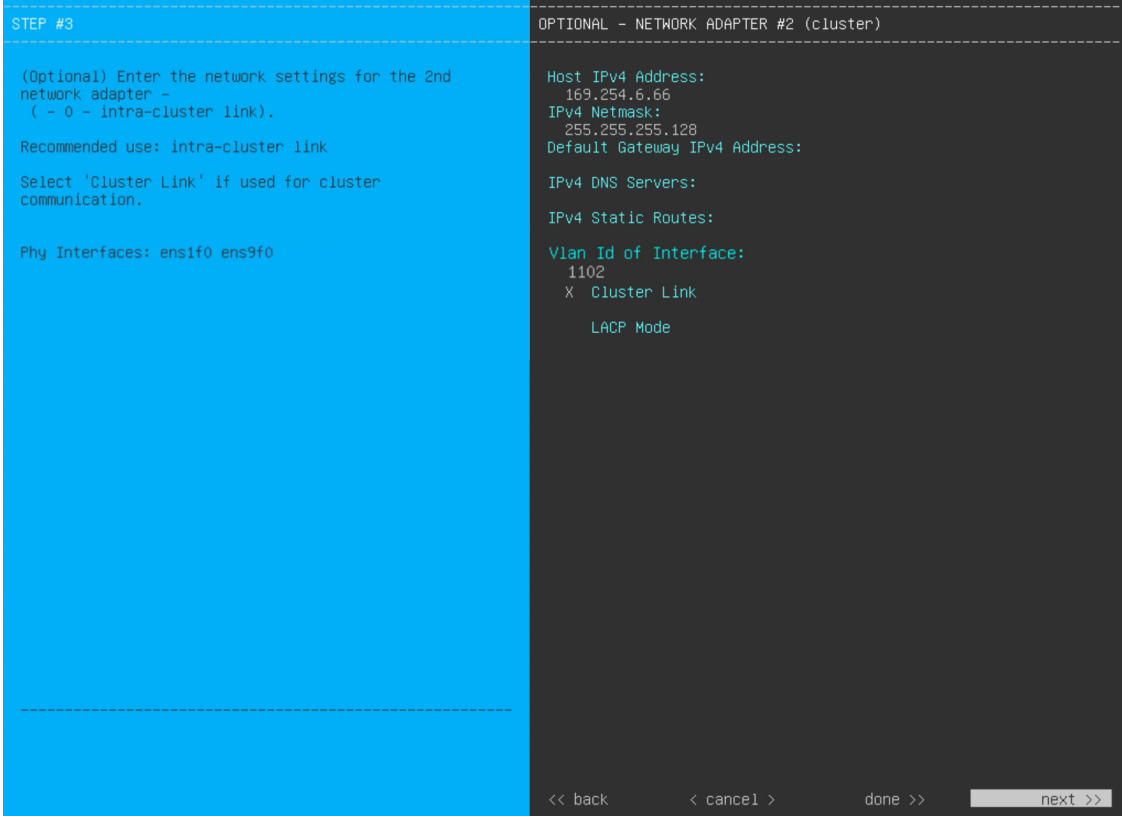 STEP #3
(Optional) Enter the network settings for the 2nd
network adapter -
( - 0 - intra-cluster link).
Recommended use: intra-cluster link
Select 'Cluster Link' if used for cluster
communication.
Phy Interfaces: ens1f0 ens9f0
OPTIONAL - NETWORK ADAPTER #2 (cluster)
Host IPv4 Address:
169.254.6.66
IPv4 Netmask:
255.255.255.128
Default Gateway IPv4 Address:
IPv4 DNS Servers:
IPv4 Static Routes:
Vlan Id of Interface:
1102
X Cluster Link
LACP Mode
<< back < cancel > done >> next >>